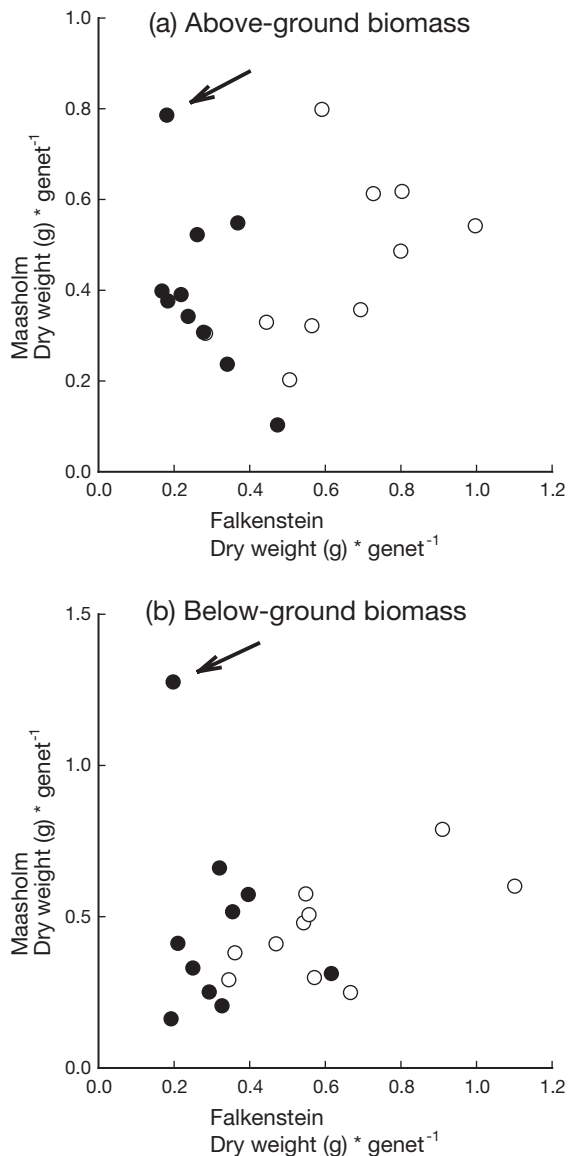 (a) Above-ground biomass
1.0
0.8
0.6
0.4
0.2
0.0
Maasholm
Dry weight (g) * genet⁻¹
0.0 0.2 0.4 0.6 0.8 1.0 1.2
Falkenstein
Dry weight (g) * genet⁻¹
(b) Below-ground biomass
1.5
1.0
0.5
0.0
Maasholm
Dry weight (g) * genet⁻¹
0.0 0.2 0.4 0.6 0.8 1.0 1.2
Falkenstein
Dry weight (g) * genet⁻¹